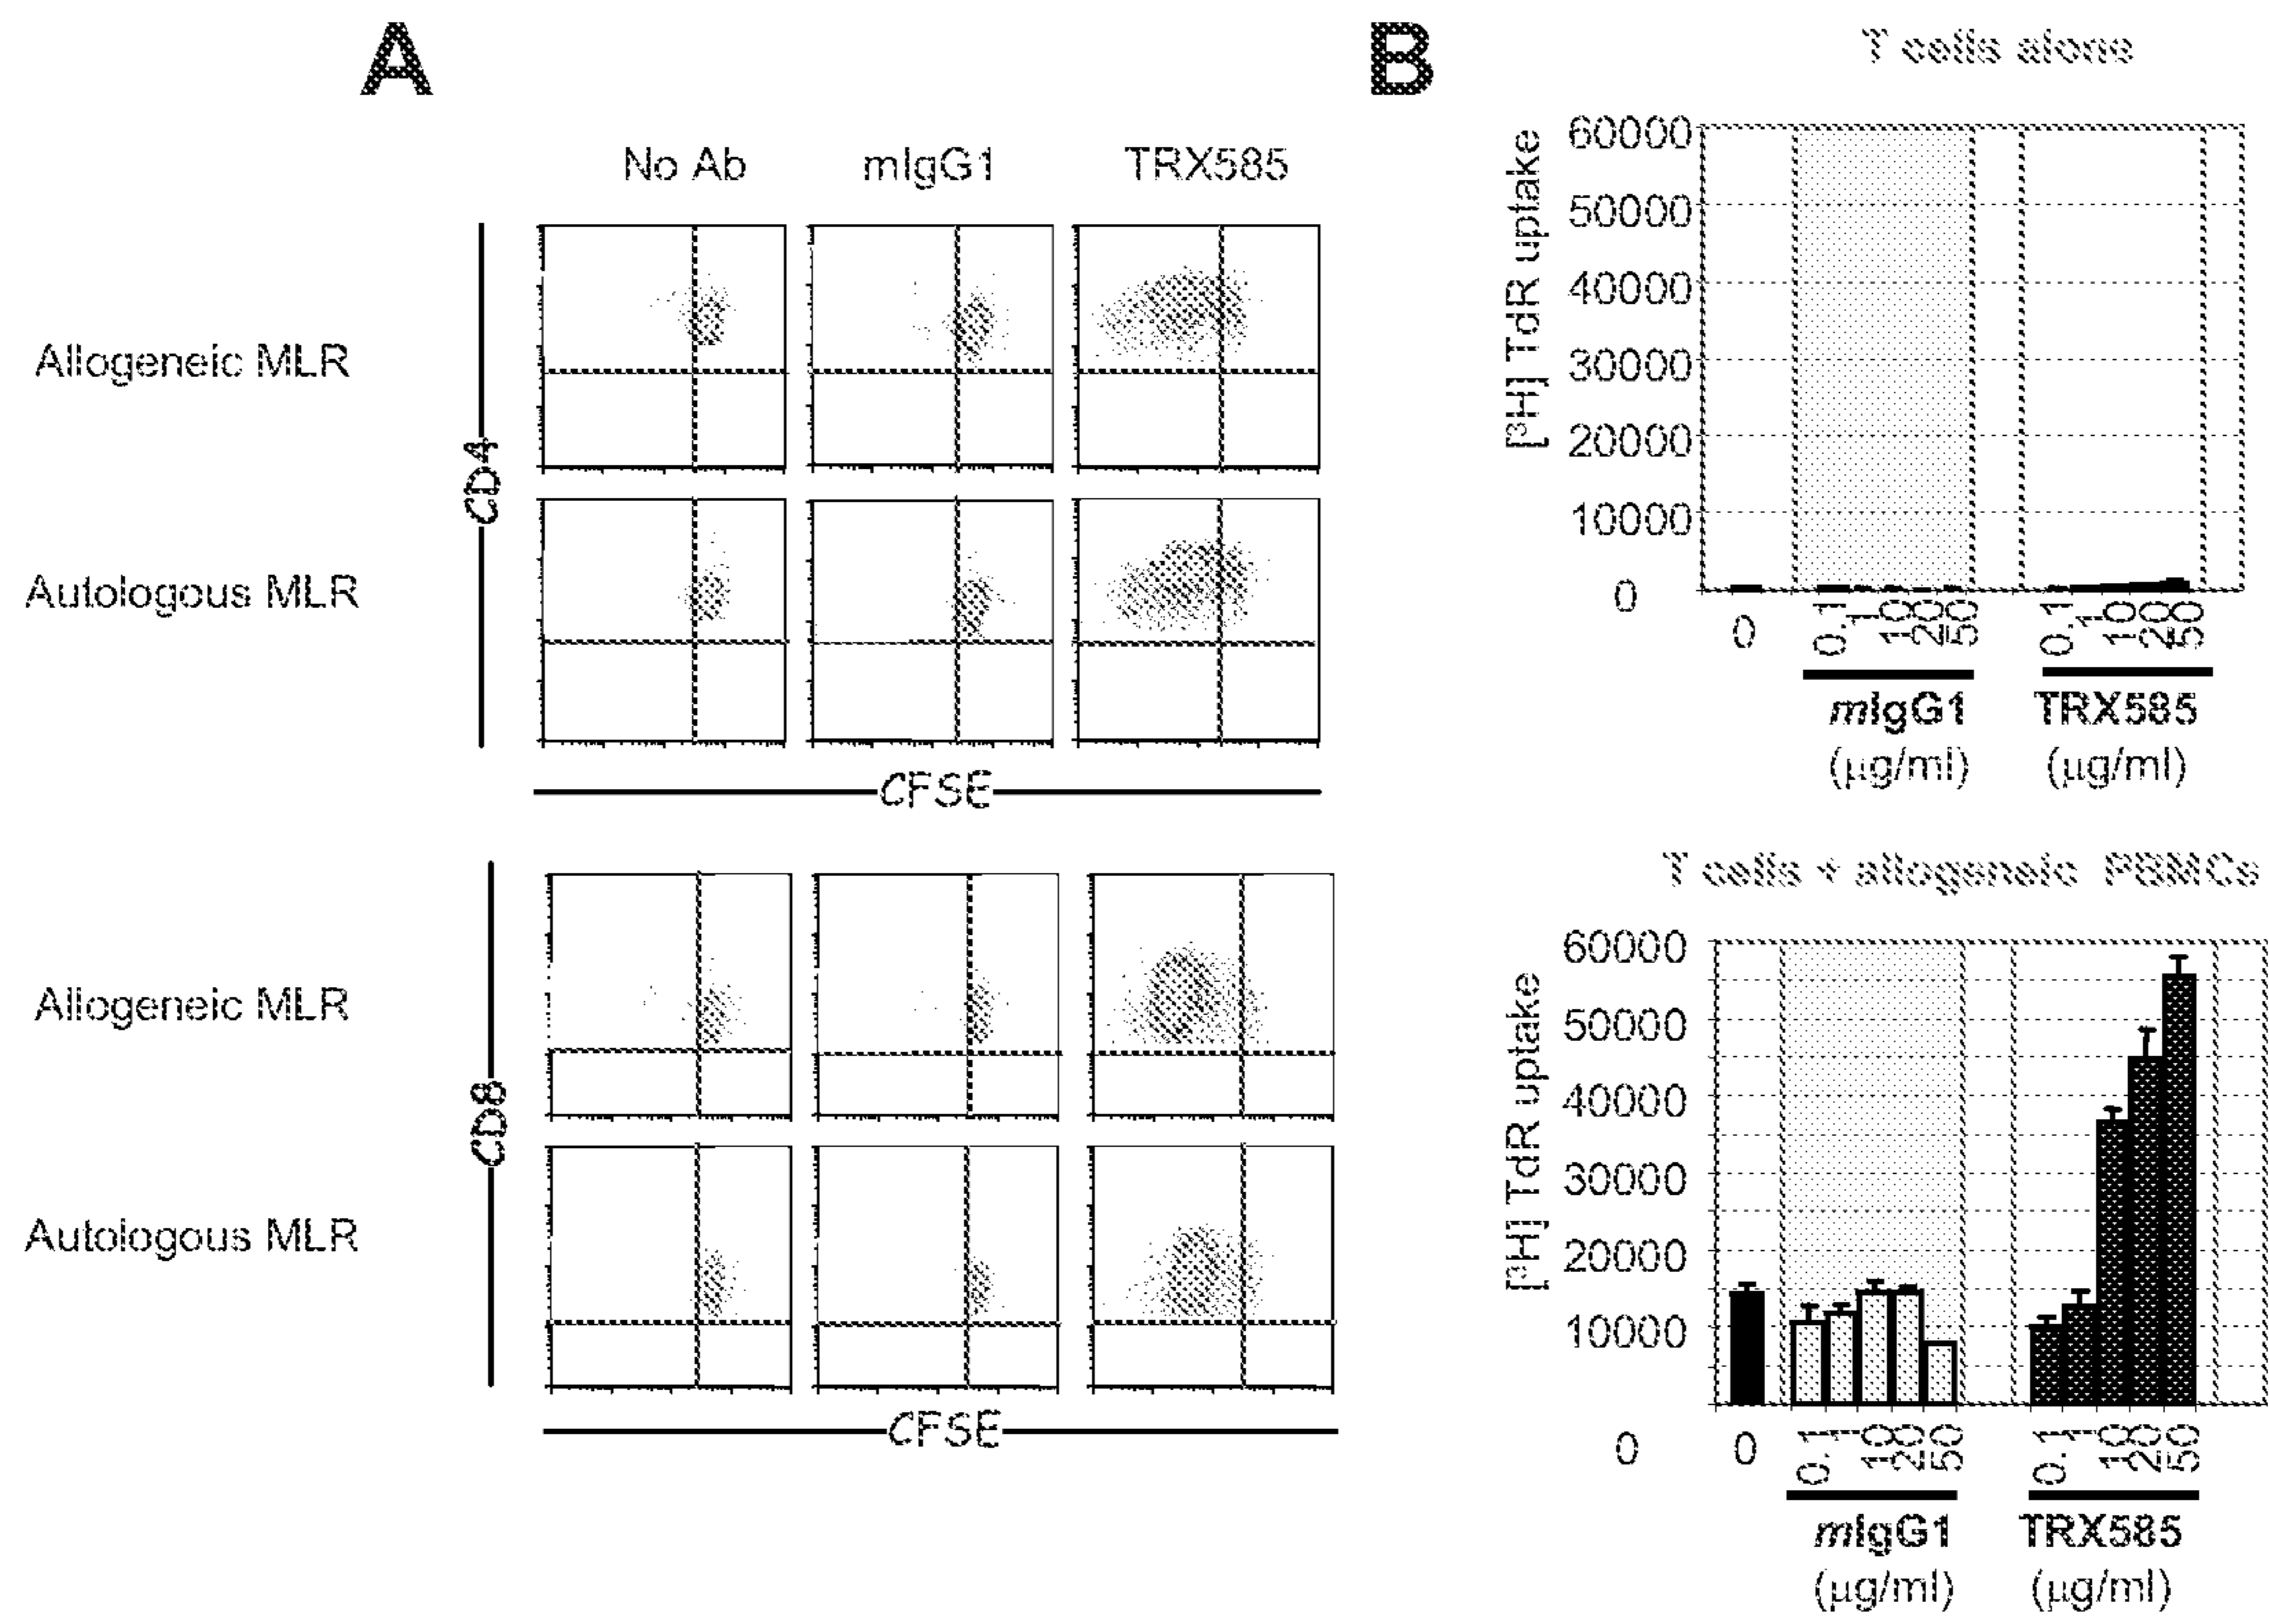 A
No Ab mIgG1 TRX585
Allogeneic MLR
CD4
Autologous MLR
CFSE
Allogeneic MLR
CD8
Autologous MLR
CFSE
B
T cells alone
[³H] TdR uptake
60000
50000
40000
30000
20000
10000
0
0 0.1 1 10 20 50 0.1 1 10 20 50
mIgG1 TRX585
(µg/ml) (µg/ml)
T cells + allogeneic PBMCs
[³H] TdR uptake
60000
50000
40000
30000
20000
10000
0
0 0.1 1 10 20 50 0.1 1 10 20 50
mIgG1 TRX585
(µg/ml) (µg/ml)